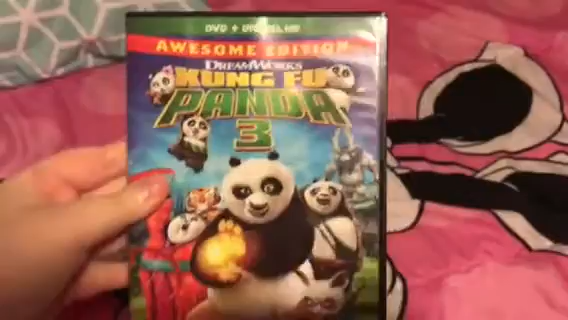 DVD + DIGITAL HD
AWESOME EDITION
DREAMWORKS
KUNG FU
PANDA
3